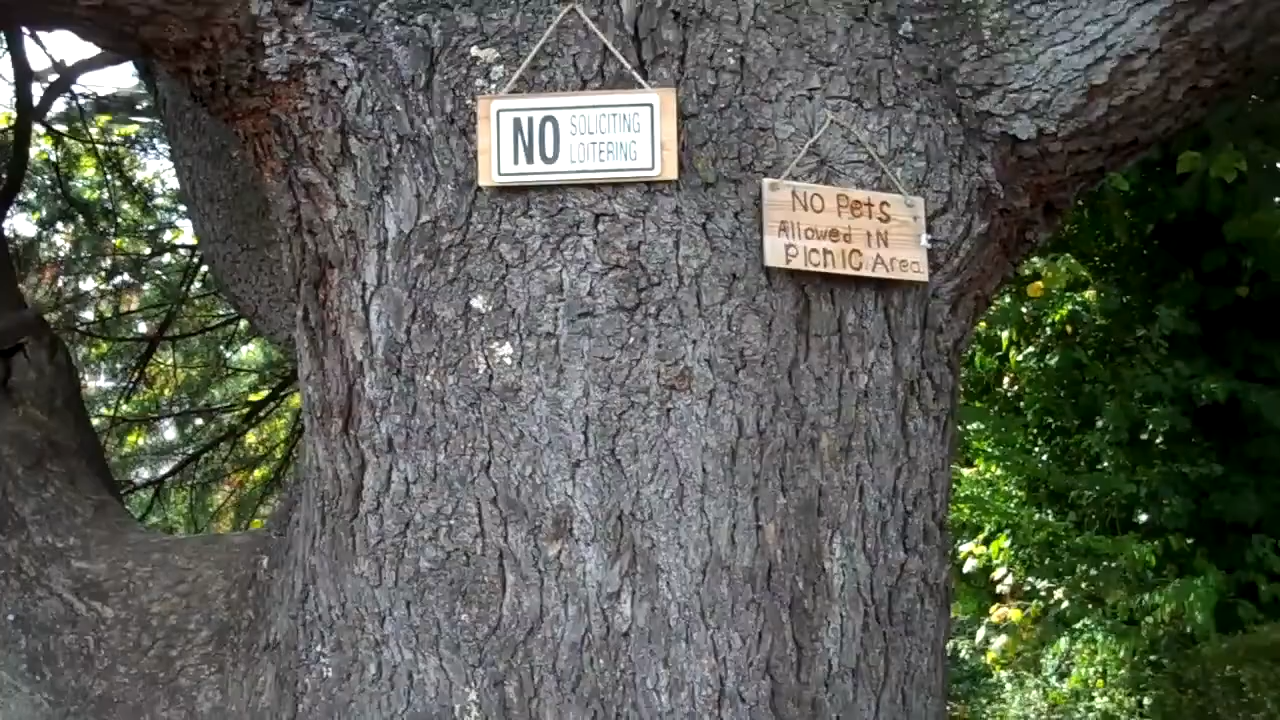 NO SOLICITING
LOITERING
NO Pets
Allowed IN
PICNIC Area